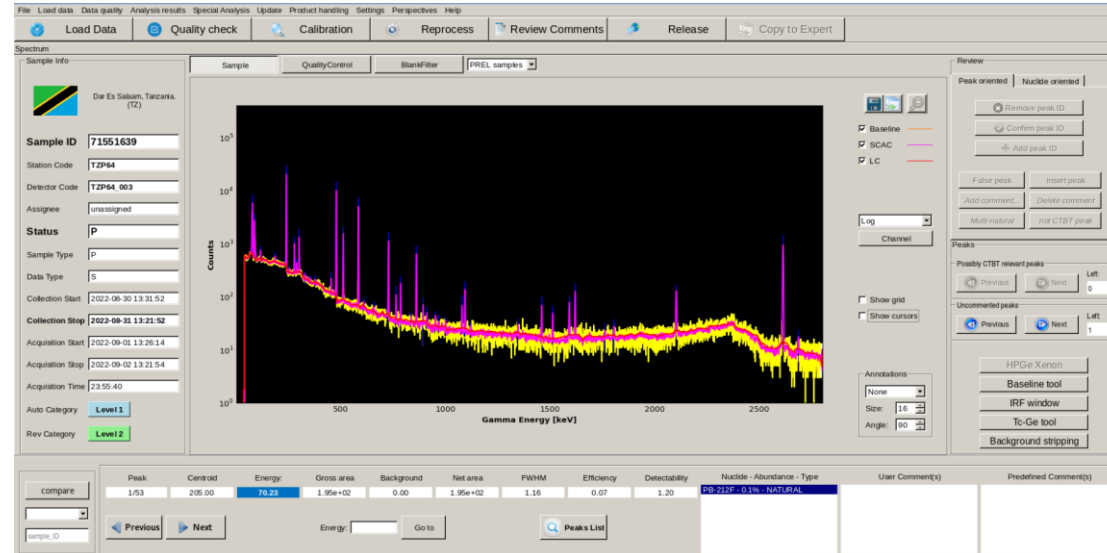 File Load data Data quality Analysis results Special Analysis Update Product handling Settings Perspectives Help
Load Data Quality check Calibration Reprocess Review Comments Release Copy to Expert
Spectrum
Sample Info
Dar Es Salaam, Tanzania.
(TZ)
Sample ID 71551639
Station Code TZP64
Detector Code TZP64_003
Assignee unassigned
Status P
Sample Type P
Data Type S
Collection Start 2022-08-30 13:31:52
Collection Stop 2022-08-31 13:21:52
Acquisition Start 2022-09-01 13:26:14
Acquisition Stop 2022-09-02 13:21:54
Acquisition Time 23:55:40
Auto Category Level 1
Rev Category Level 2
Sample QualityControl BlankFilter PREL samples
Counts
10^5
10^4
10^3
10^2
10^1
10^0
500 1000 1500 2000 2500
Gamma Energy [keV]
Baseline
SCAC
LC
Log
Channel
Show grid
Show cursors
Annotations
None
Size: 16
Angle: 90
Review
Peak oriented Nuclide oriented
Remove peak ID
Confirm peak ID
Add peak ID
False peak Insert peak
Add comment... Delete comment
Multi-natural not CTBT peak
Peaks
Possibly CTBT relevant peaks
Previous Next Left:
0
Uncommented peaks
Previous Next Left
1
HPGe Xenon
Baseline tool
IRF window
Tc-Ge tool
Background stripping
compare
sample_ID
Peak Centroid Energy: Gross area Background Net area FWHM Efficiency Detectability
1/53 205.00 70.23 1.95e+02 0.00 1.95e+02 1.16 0.07 1.20
Previous Next Energy: Go to Peaks List
Nuclide - Abundance - Type
PB-212F - 0.1% - NATURAL
User Comment(s)
Predefined Comment(s)